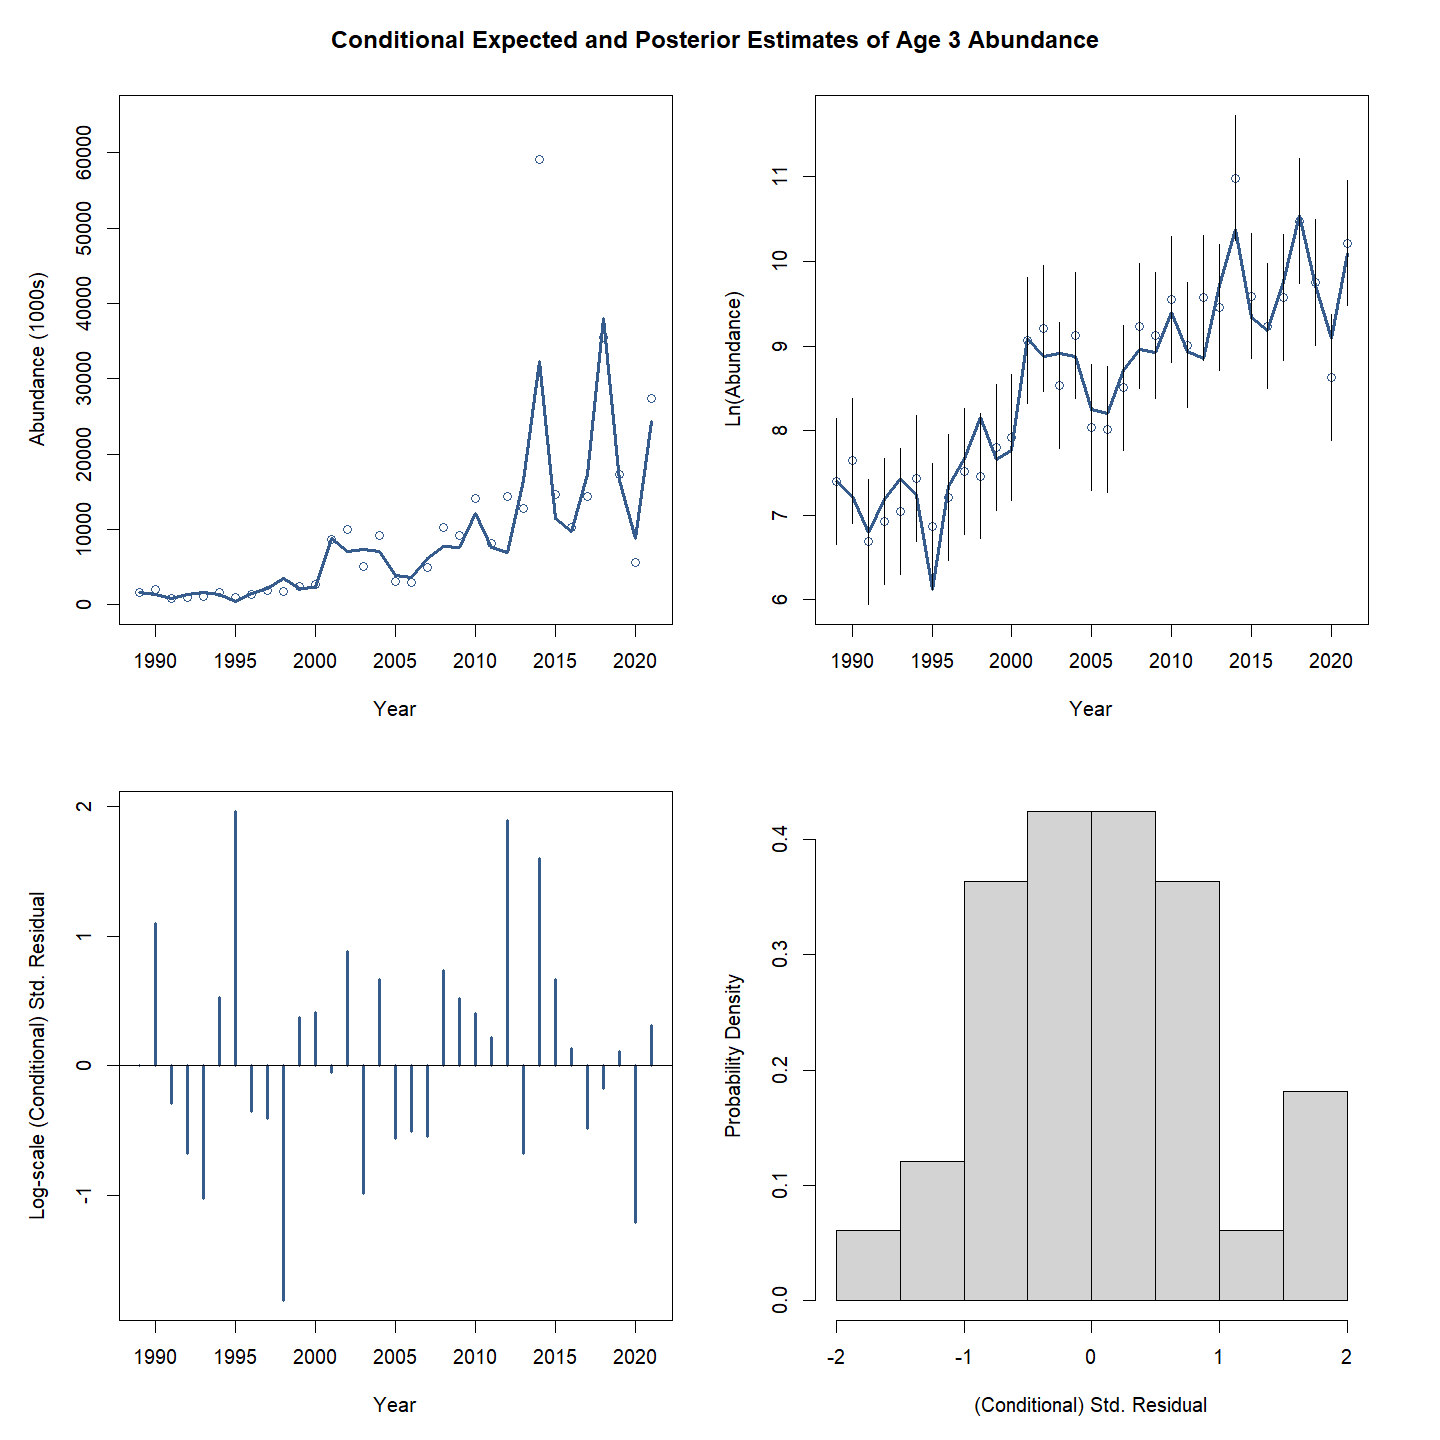 Conditional Expected and Posterior Estimates of Age 3 Abundance
Abundance (1000s)
60000
50000
40000
30000
20000
10000
0
1990 1995 2000 2005 2010 2015 2020
Year
Ln(Abundance)
11
10
9
8
7
6
1990 1995 2000 2005 2010 2015 2020
Year
Log-scale (Conditional) Std. Residual
2
1
0
-1
1990 1995 2000 2005 2010 2015 2020
Year
Probability Density
0.4
0.3
0.2
0.1
0.0
-2 -1 0 1 2
(Conditional) Std. Residual